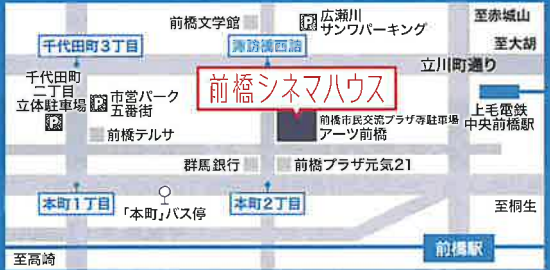 前橋文学館
P
広瀬川
サンワパーキング
至赤城山
至大胡
千代田町3丁目
諏訪橋西詰
立川町通り
千代田町
二丁目
立体駐車場
P
P
市営パーク
五番街
前橋シネマハウス
前橋市民交流プラザ専駐車場
アーツ前橋
上毛電鉄
中央前橋駅
前橋テルサ
群馬銀行
前橋プラザ元気21
本町1丁目
「本町」バス停
本町2丁目
至桐生
至高崎
前橋駅